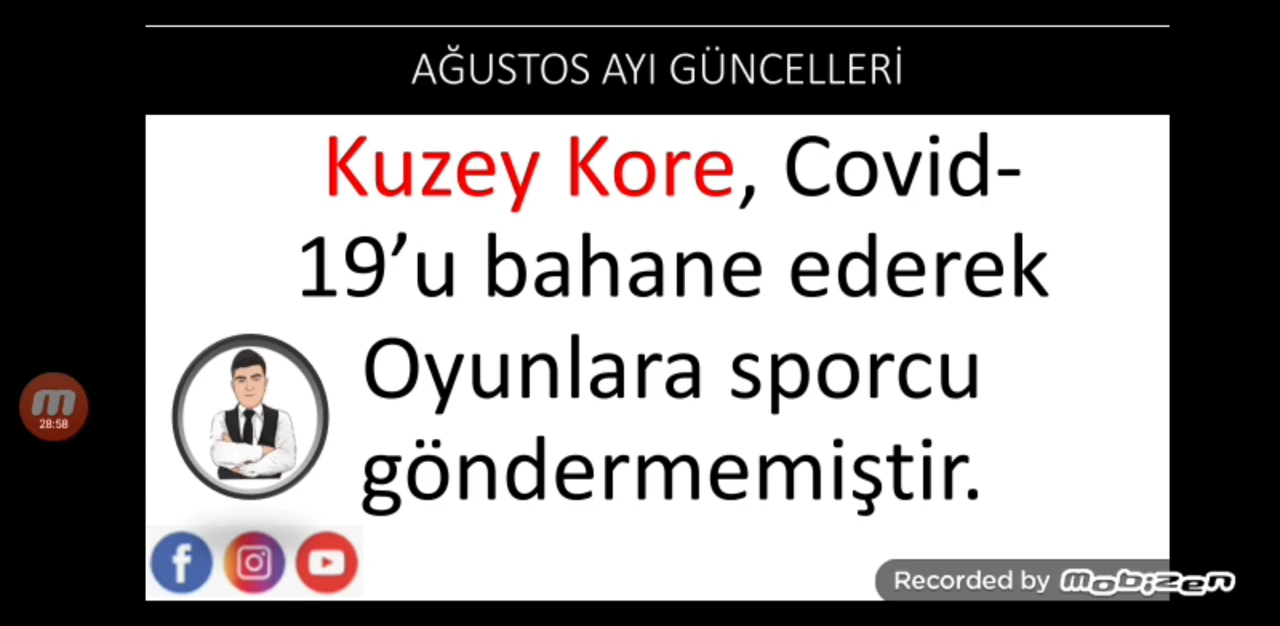 AĞUSTOS AYI GÜNCELLERİ
Kuzey Kore, Covid-
19’u bahane ederek
Oyunlara sporcu
göndermemiştir.
28:58
Recorded by mobizen